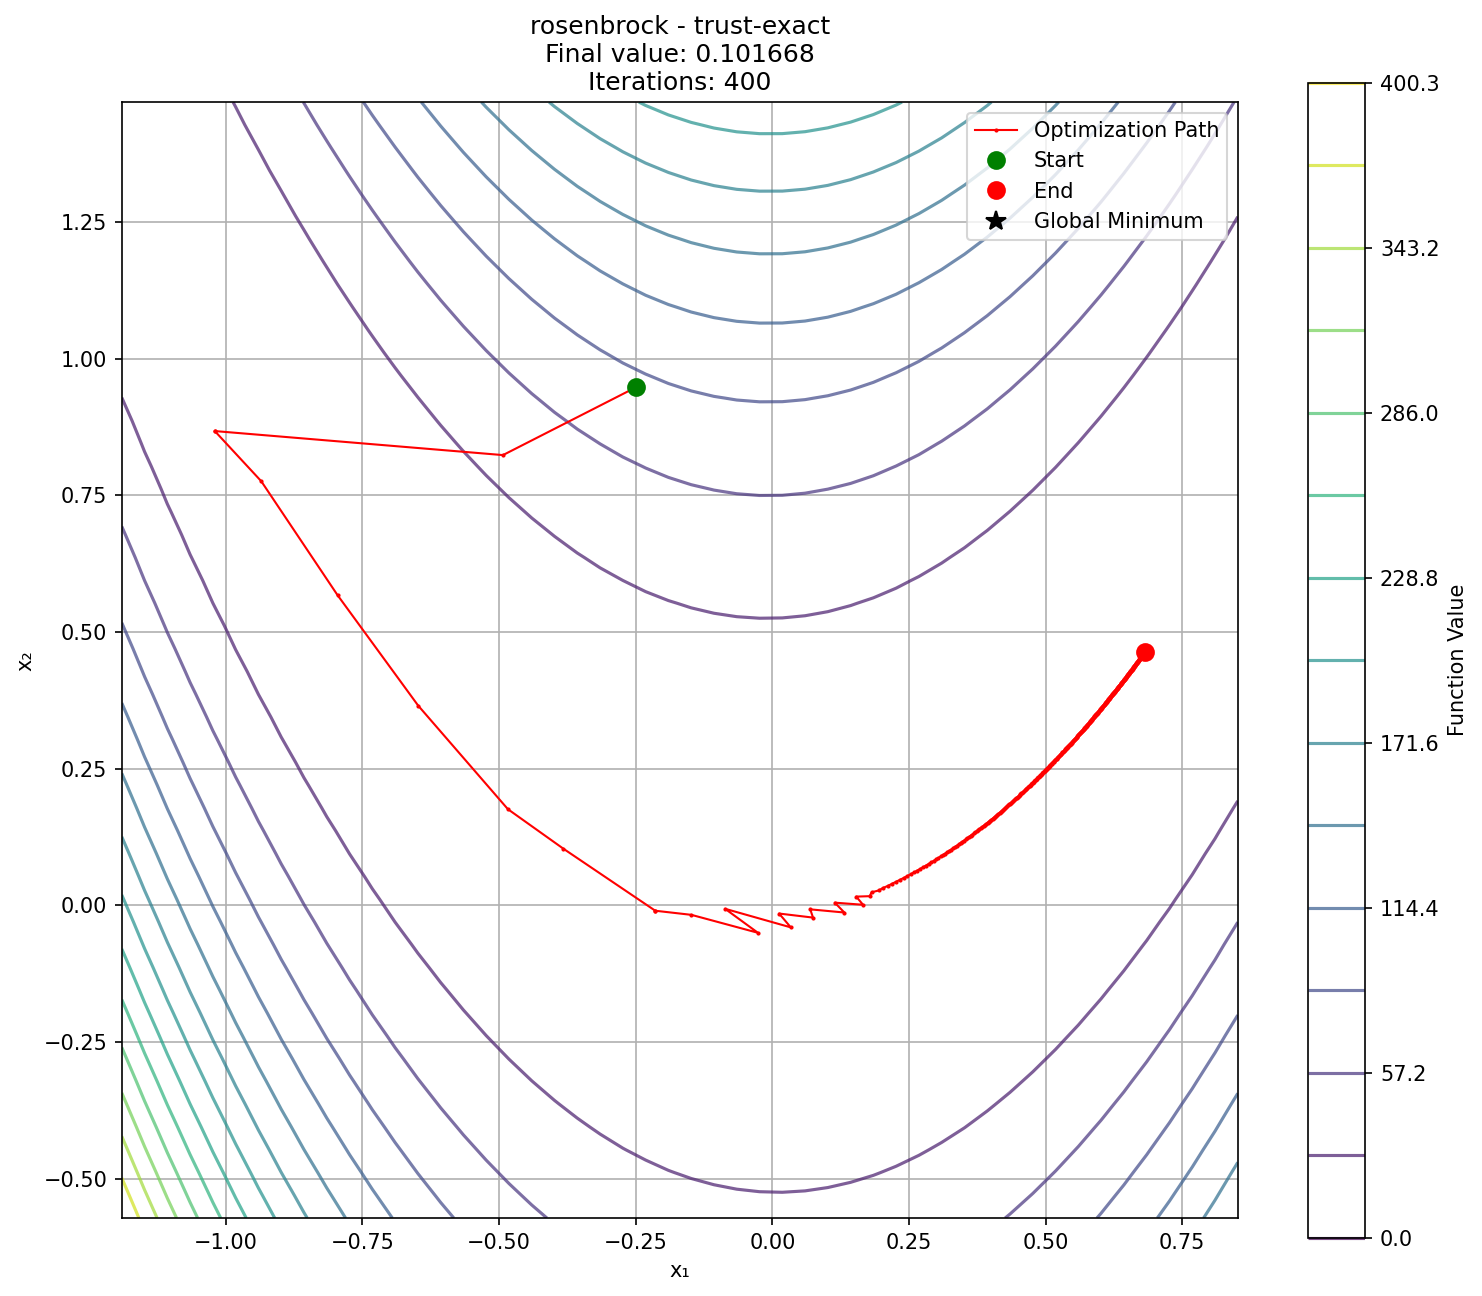 rosenbrock - trust-exact
Final value: 0.101668
Iterations: 400
Optimization Path
Start
End
Global Minimum
1.25
1.00
0.75
0.50
0.25
0.00
−0.25
−0.50
x₂
−1.00
−0.75
−0.50
−0.25
0.00
0.25
0.50
0.75
x₁
400.3
343.2
286.0
228.8
171.6
114.4
57.2
0.0
Function Value